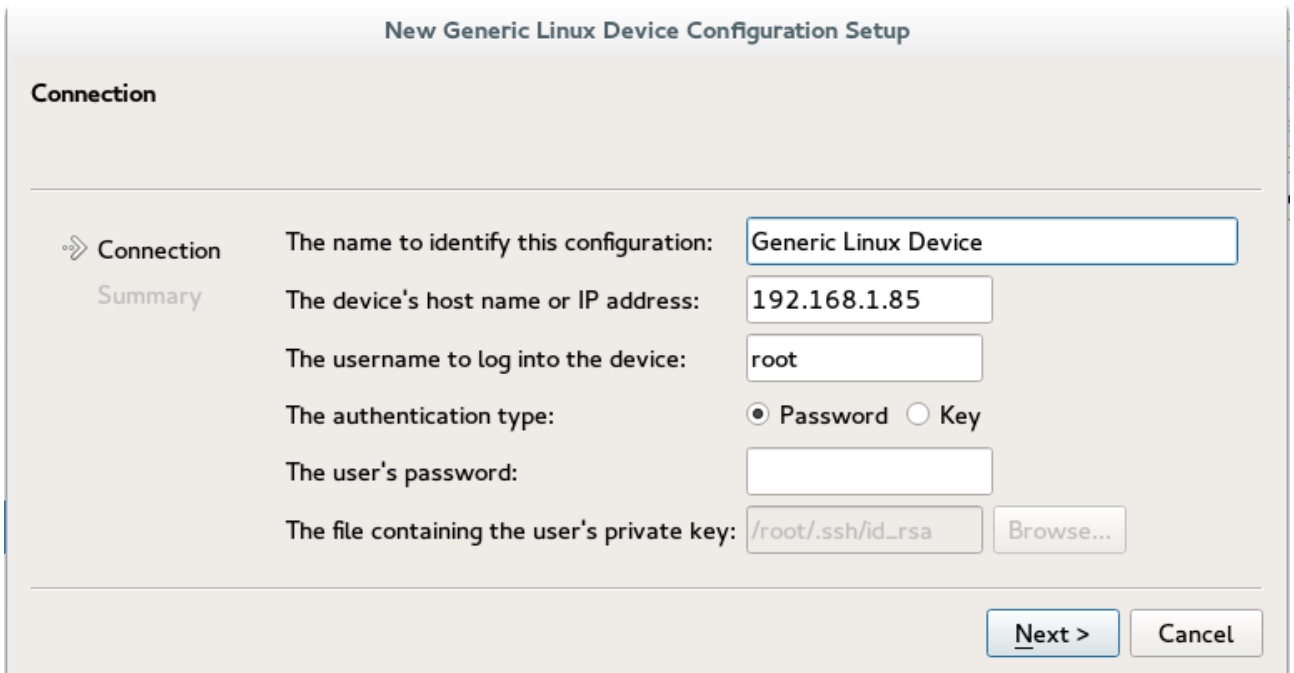 New Generic Linux Device Configuration Setup
Connection
Connection
Summary
The name to identify this configuration: Generic Linux Device
The device's host name or IP address: 192.168.1.85
The username to log into the device: root
The authentication type: Password Key
The user's password:
The file containing the user's private key: /root/.ssh/id_rsa Browse...
Next > Cancel